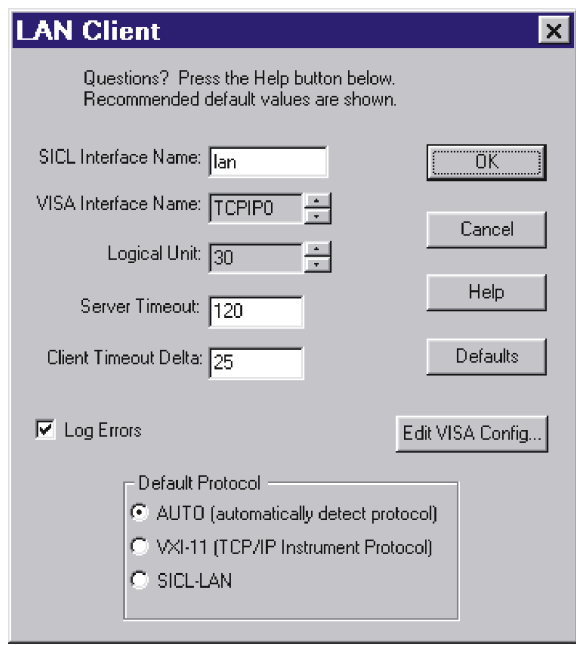 LAN Client
Questions? Press the Help button below.
Recommended default values are shown.
SICL Interface Name: lan
OK
VISA Interface Name: TCPIP0
Cancel
Logical Unit: 30
Help
Server Timeout: 120
Client Timeout Delta: 25
Defaults
Log Errors
Edit VISA Config...
Default Protocol
AUTO (automatically detect protocol)
VXI-11 (TCP/IP Instrument Protocol)
SICL-LAN